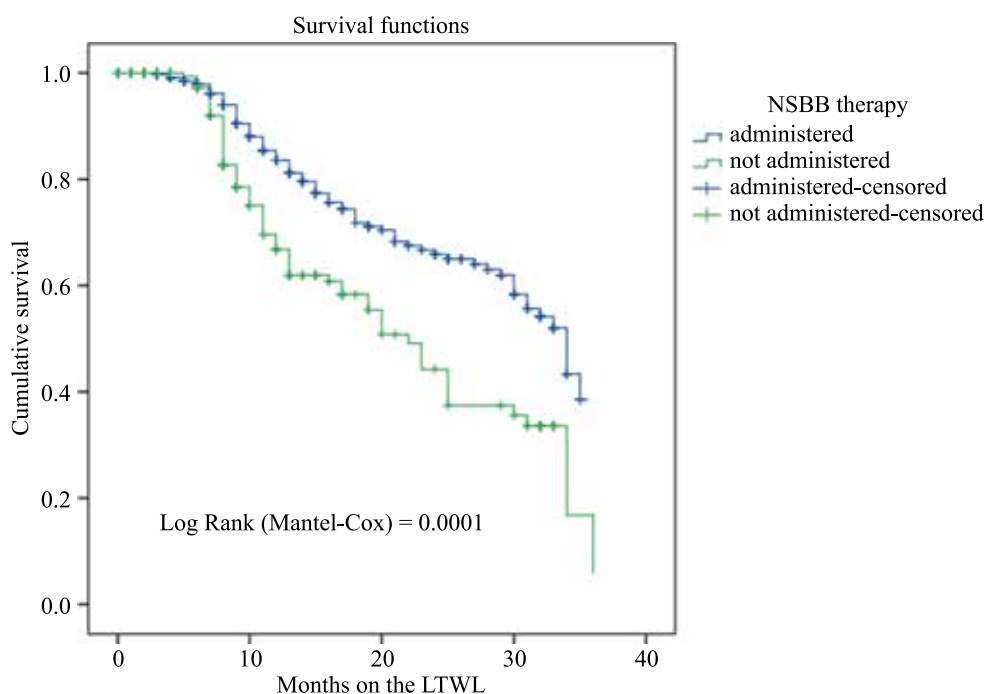 Survival functions
Cumulative survival
1.0
0.8
0.6
0.4
0.2
0.0
Log Rank (Mantel-Cox) = 0.0001
0 10 20 30 40
Months on the LTWL
NSBB therapy
administered
not administered
administered-censored
not administered-censored